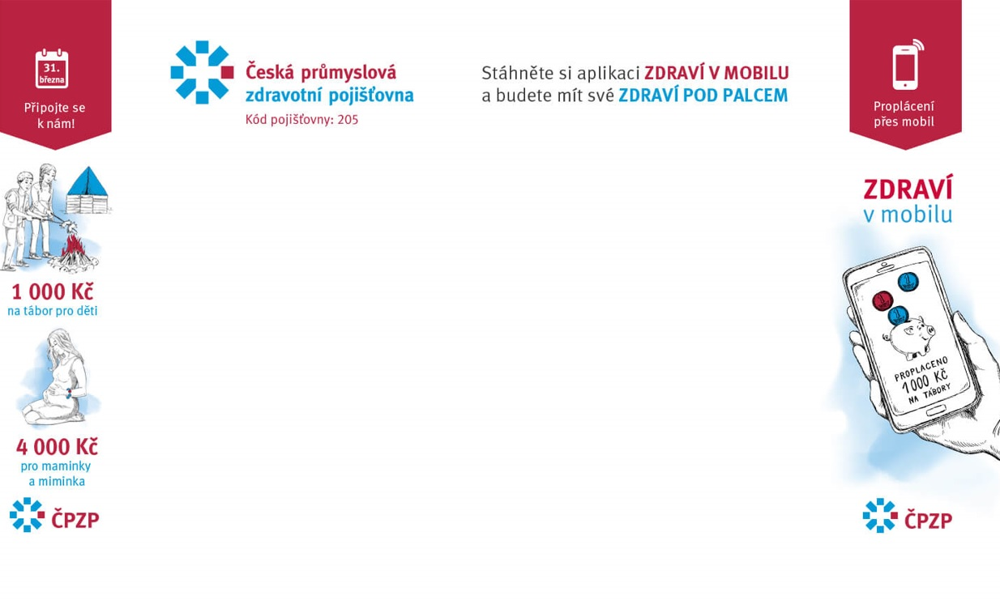 31.
března
Připojte se
k nám!
1 000 Kč
na tábor pro děti
4 000 Kč
pro maminky
a miminka
ČPZP
Česká průmyslová
zdravotní pojišťovna
Kód pojišťovny: 205
Stáhněte si aplikaci ZDRAVÍ V MOBILU
a budete mít své ZDRAVÍ POD PALCEM
Proplácení
přes mobil
ZDRAVÍ
v mobilu
PROPLACENO
1000 KČ
NA TÁBORY
ČPZP